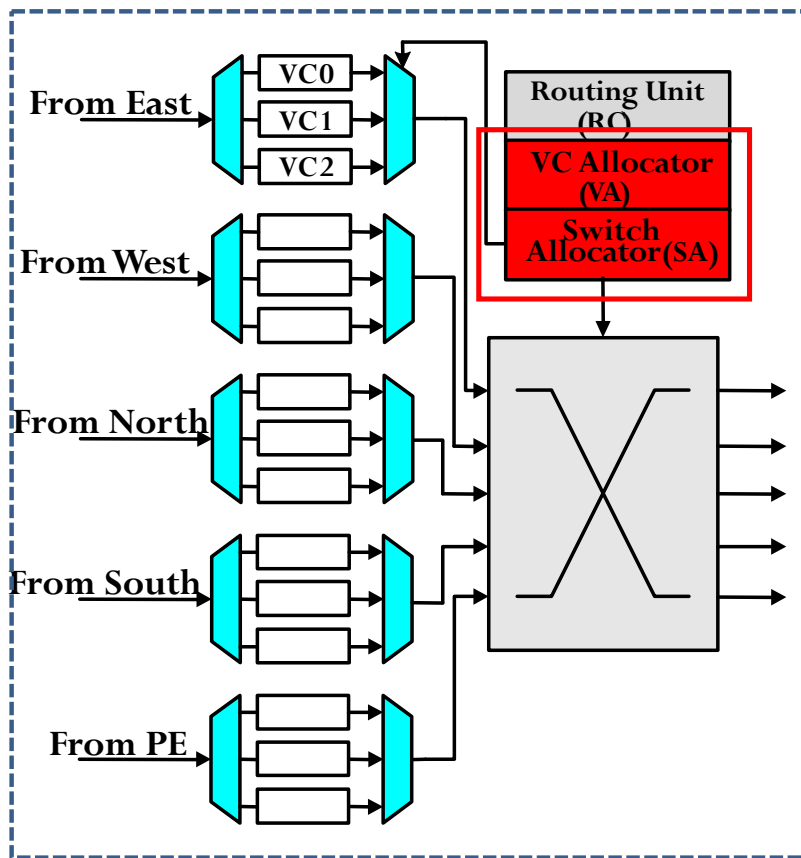 From East
VC0
VC1
VC2
From West
From North
From South
From PE
Routing Unit
(RC)
VC Allocator
(VA)
Switch
Allocator(SA)